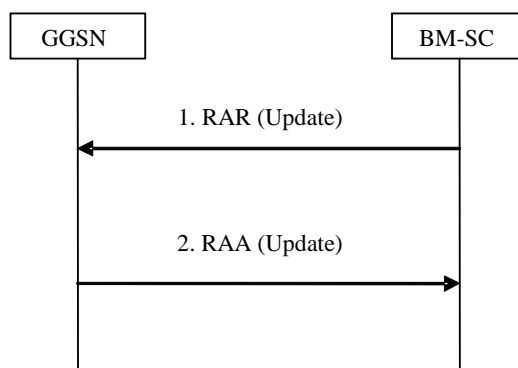 GGSN
BM-SC
1. RAR (Update)
2. RAA (Update)